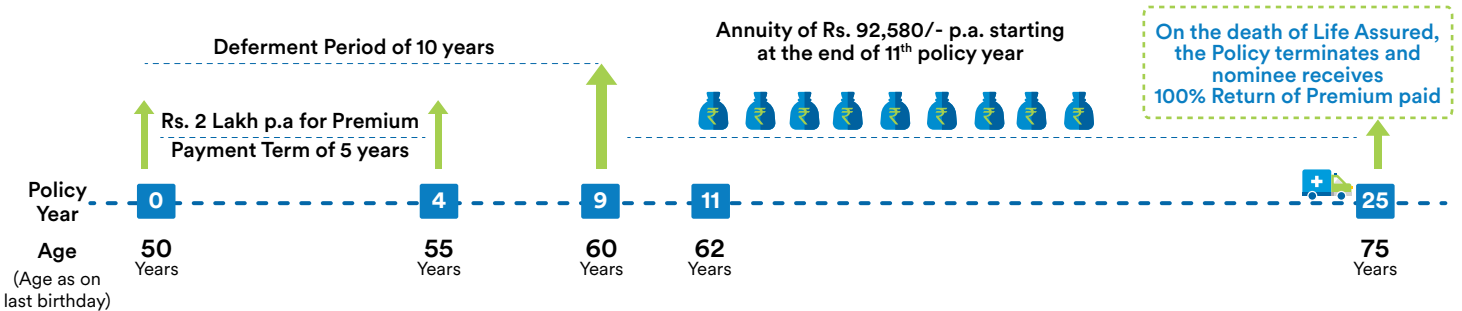 Deferment Period of 10 years
Rs. 2 Lakh p.a for Premium
Payment Term of 5 years
Annuity of Rs. 92,580/- p.a. starting
at the end of 11th policy year
On the death of Life Assured,
the Policy terminates and
nominee receives
100% Return of Premium paid
₹ ₹ ₹ ₹ ₹ ₹ ₹ ₹ ₹
Policy
Year
0 4 9 11 25
Age
(Age as on
last birthday)
50 55 60 62 75
Years Years Years Years Years